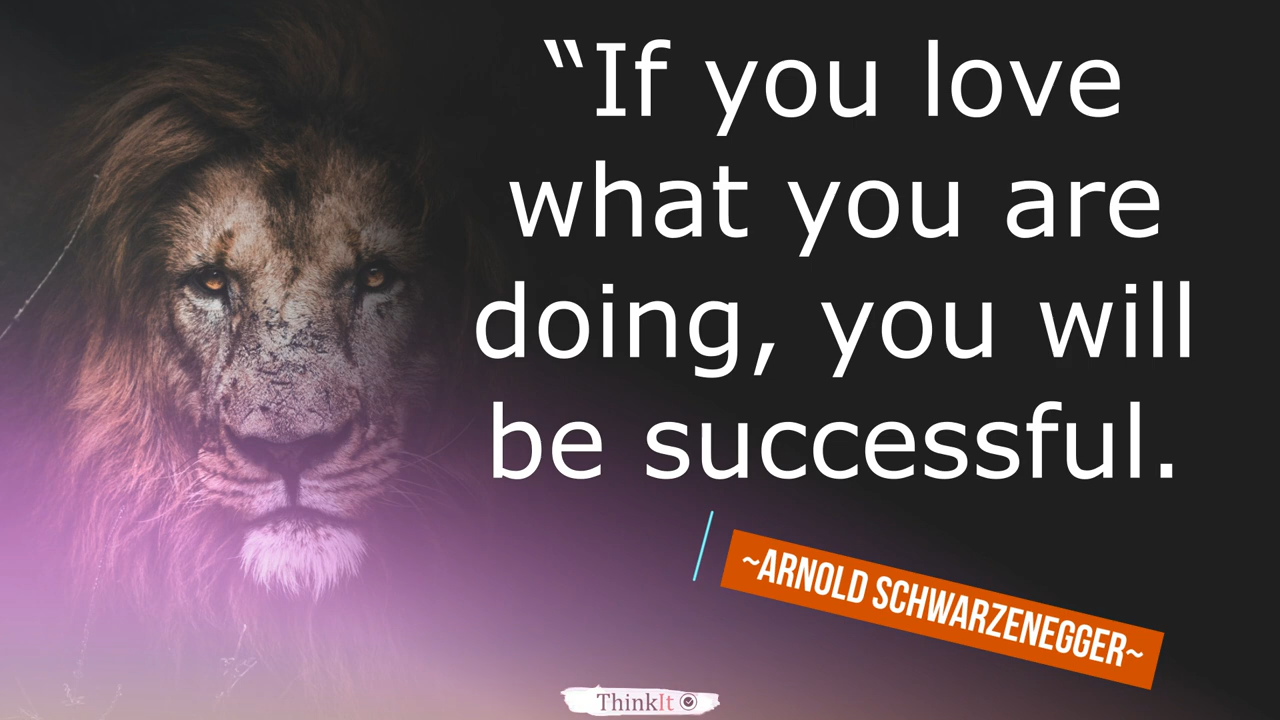 “If you love
what you are
doing, you will
be successful.
~ARNOLD SCHWARZENEGGER~
ThinkIt